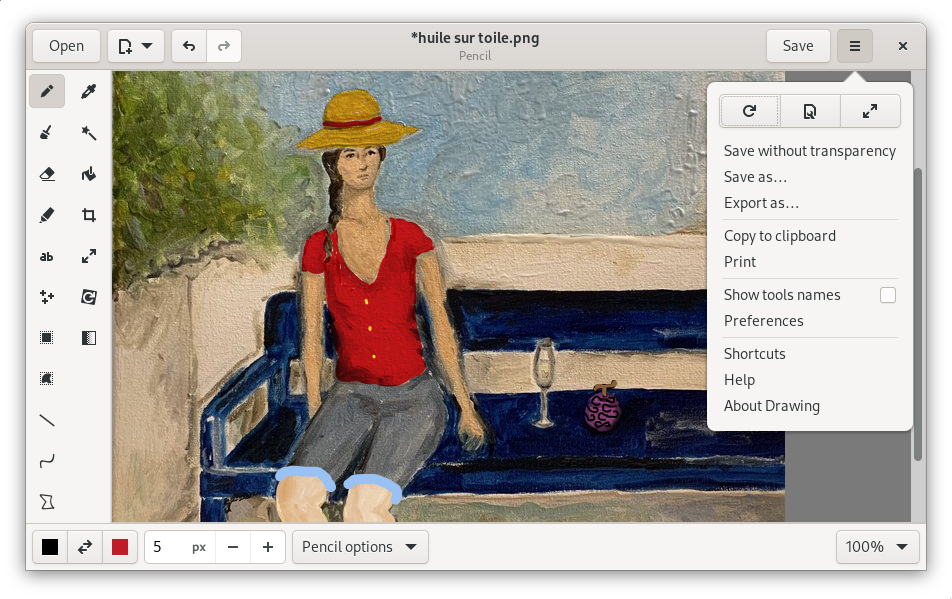 Open
*huile sur toile.png
Pencil
Save
Save without transparency
Save as…
Export as…
Copy to clipboard
Print
Show tools names
Preferences
Shortcuts
Help
About Drawing
ab
5 px
Pencil options
100%